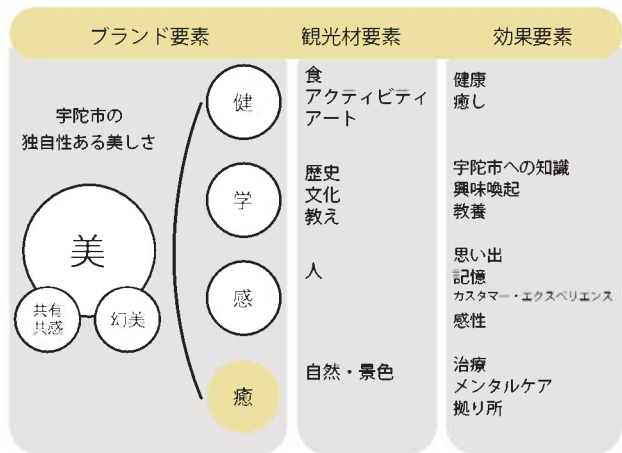 ブランド要素
観光材要素
効果要素
宇陀市の
独自性ある美しさ
美
共有
共感
幻美
健
食
アクティビティ
アート
健康
癒し
学
歴史
文化
教え
宇陀市への知識
興味喚起
教養
感
人
思い出
記憶
カスタマー・エクスペリエンス
感性
癒
自然・景色
治療
メンタルケア
拠り所